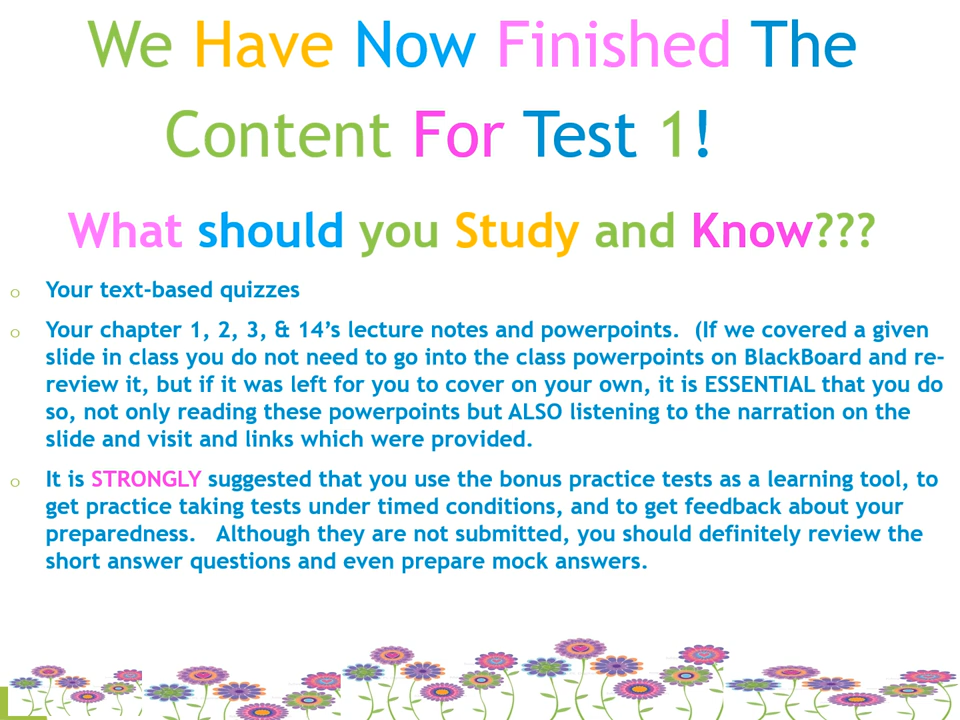 We Have Now Finished The
Content For Test 1!
What should you Study and Know???
o Your text-based quizzes
o Your chapter 1, 2, 3, & 14’s lecture notes and powerpoints.  (If we covered a given
slide in class you do not need to go into the class powerpoints on BlackBoard and re-
review it, but if it was left for you to cover on your own, it is ESSENTIAL that you do
so, not only reading these powerpoints but ALSO listening to the narration on the
slide and visit and links which were provided.
o It is STRONGLY suggested that you use the bonus practice tests as a learning tool, to
get practice taking tests under timed conditions, and to get feedback about your
preparedness.   Although they are not submitted, you should definitely review the
short answer questions and even prepare mock answers.